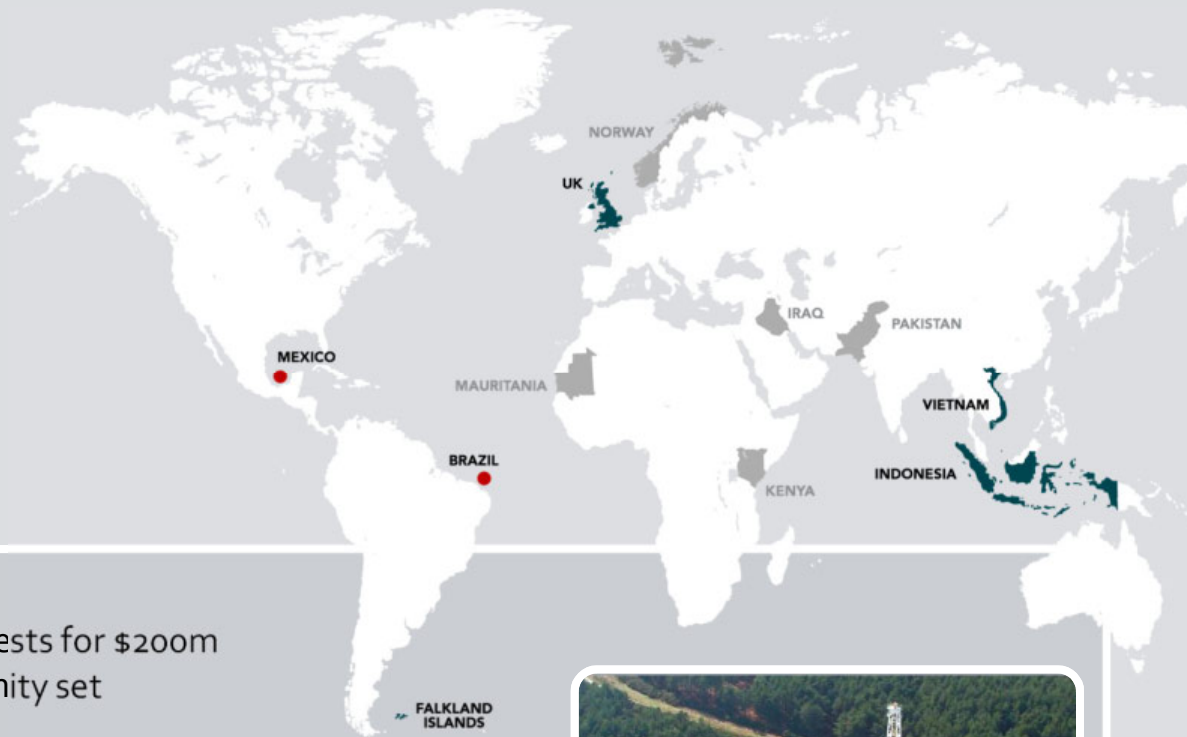 NORWAY
UK
IRAQ
PAKISTAN
MEXICO
MAURITANIA
VIETNAM
BRAZIL
INDONESIA
KENYA
ests for $200m
nity set
FALKLAND
ISLANDS